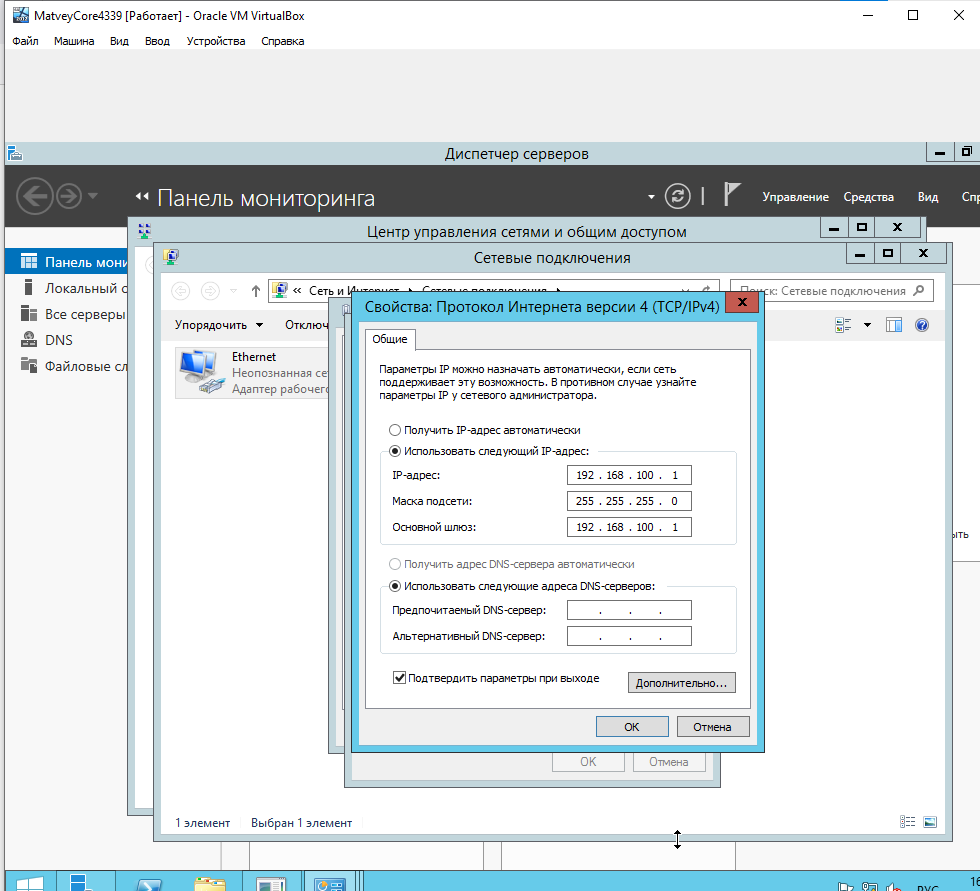 MatveyCore4339 [Работает] - Oracle VM VirtualBox
Файл Машина Вид Ввод Устройства Справка
Диспетчер серверов
Панель мониторинга
Управление Средства Вид Спр
Центр управления сетями и общим доступом
Сетевые подключения
Панель мони
Локальный с
Все серверы
DNS
Файловые сл
« Сеть и Интернет Сетевые подключения
Поиск: Сетевые подключения
Упорядочить Отключ
Ethernet
Неопознанная се
Адаптер рабочег
Свойства: Протокол Интернета версии 4 (TCP/IPv4)
Общие
Параметры IP можно назначать автоматически, если сеть
поддерживает эту возможность. В противном случае узнайте
параметры IP у сетевого администратора.
Получить IP-адрес автоматически
Использовать следующий IP-адрес:
IP-адрес: 192 . 168 . 100 . 1
Маска подсети: 255 . 255 . 255 . 0
Основной шлюз: 192 . 168 . 100 . 1
Получить адрес DNS-сервера автоматически
Использовать следующие адреса DNS-серверов:
Предпочитаемый DNS-сервер: . . .
Альтернативный DNS-сервер: . . .
Подтвердить параметры при выходе
Дополнительно...
OK Отмена
OK Отмена
ыть
1 элемент Выбран 1 элемент
РУС